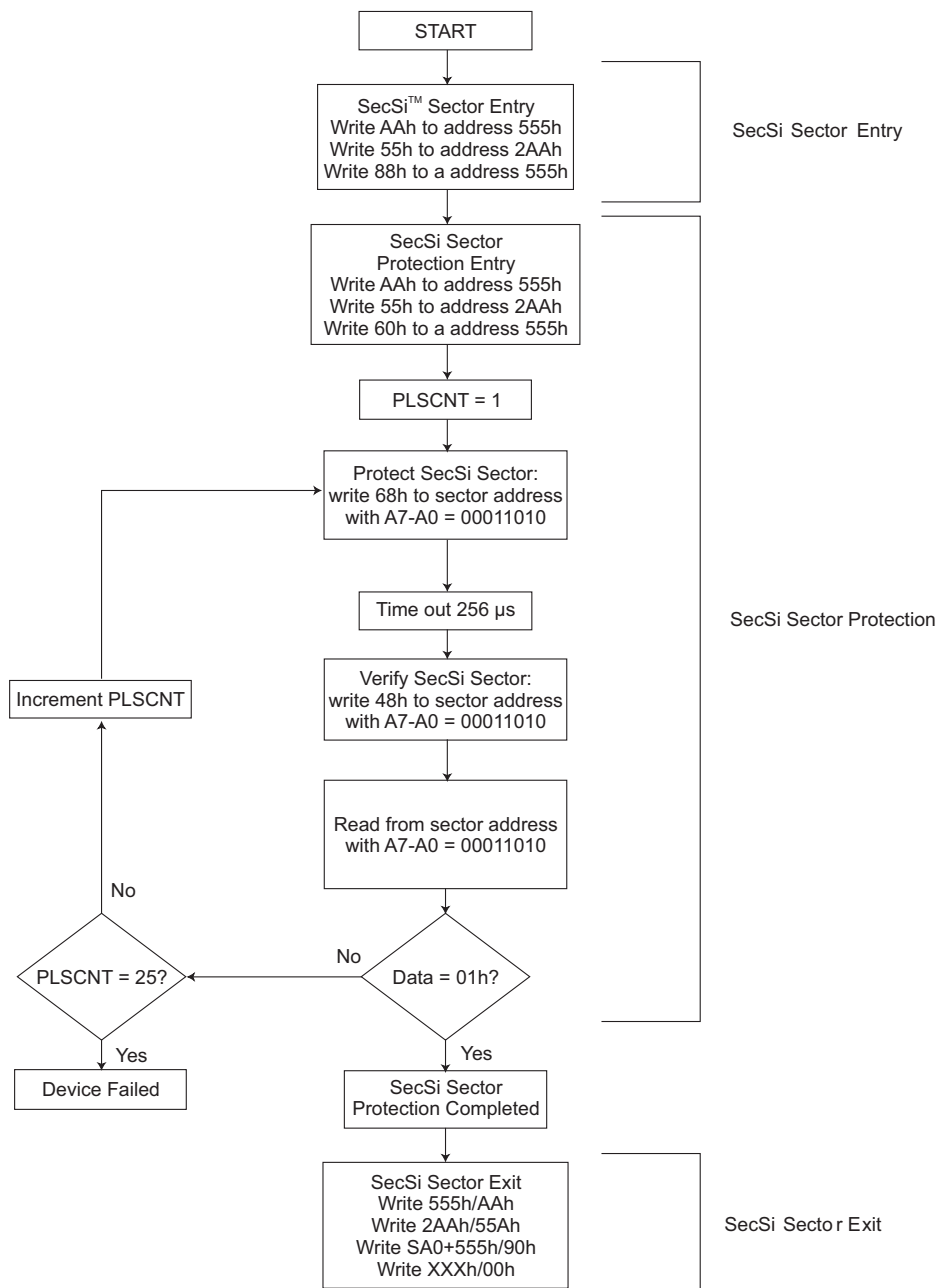 START
SecSi™ Sector Entry
Write AAh to address 555h
Write 55h to address 2AAh
Write 88h to a address 555h
SecSi Sector Entry
SecSi Sector
Protection Entry
Write AAh to address 555h
Write 55h to address 2AAh
Write 60h to a address 555h
PLSCNT = 1
Protect SecSi Sector:
write 68h to sector address
with A7-A0 = 00011010
Time out 256 µs
SecSi Sector Protection
Verify SecSi Sector:
write 48h to sector address
with A7-A0 = 00011010
Increment PLSCNT
Read from sector address
with A7-A0 = 00011010
No
No
PLSCNT = 25?
Data = 01h?
Yes
Yes
Device Failed
SecSi Sector
Protection Completed
SecSi Sector Exit
Write 555h/AAh
Write 2AAh/55Ah
Write SA0+555h/90h
Write XXXh/00h
SecSi Sector Exit